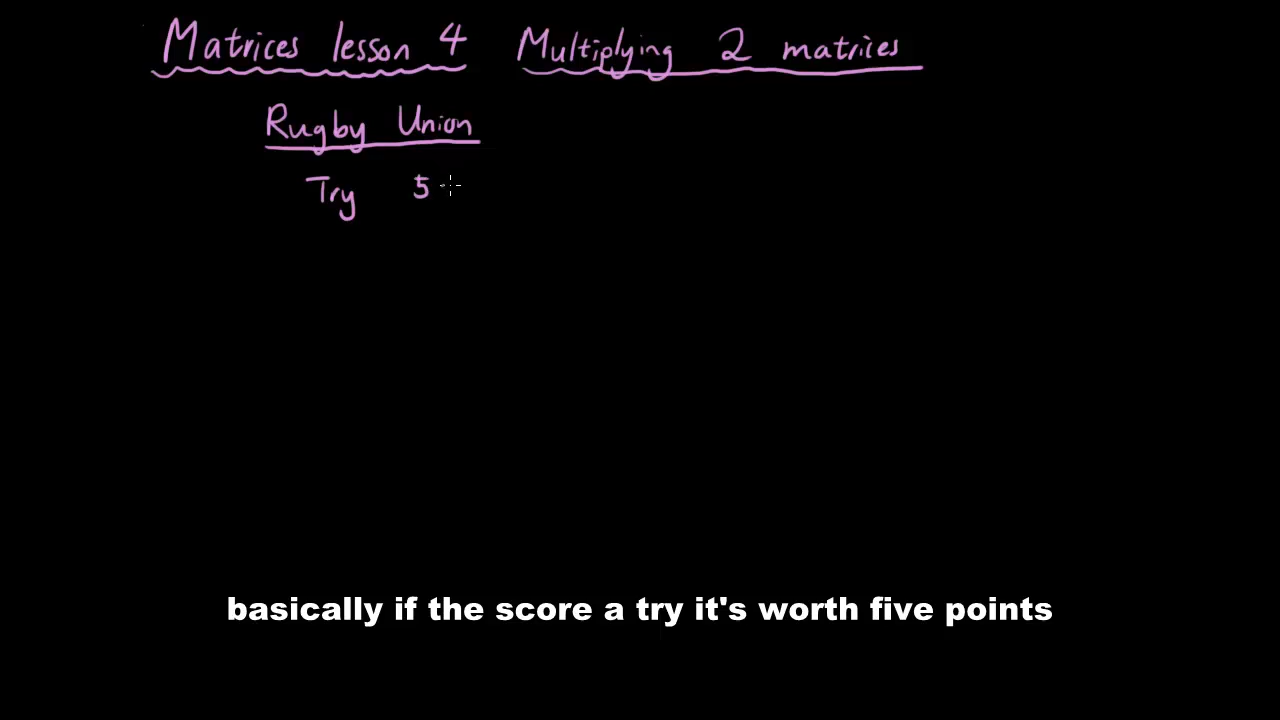 Matrices lesson 4 Multiplying 2 matrices
Rugby Union
Try 5
basically if the score a try it's worth five points